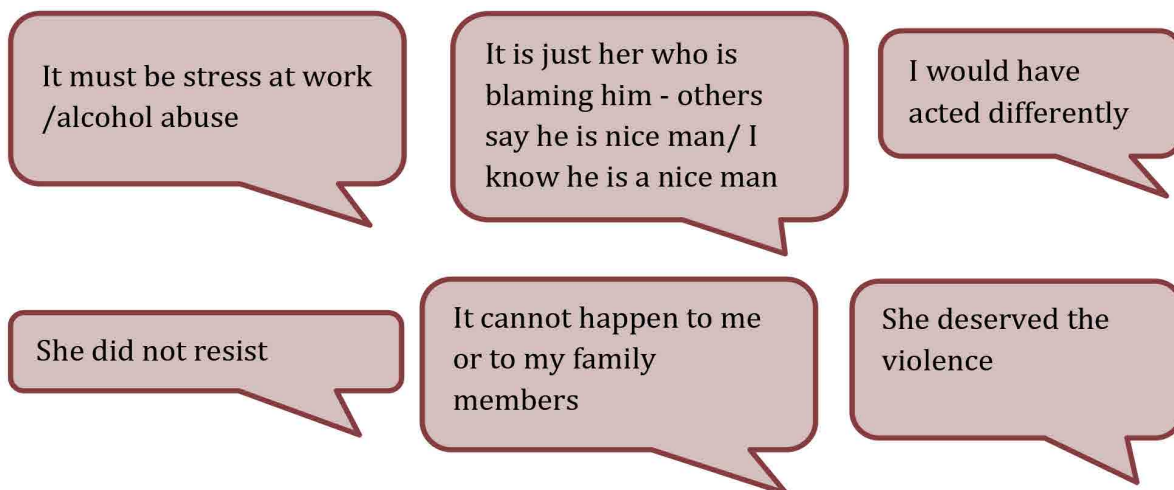 It must be stress at work
/alcohol abuse
It is just her who is
blaming him - others
say he is nice man/ I
know he is a nice man
I would have
acted differently
She did not resist
It cannot happen to me
or to my family
members
She deserved the
violence